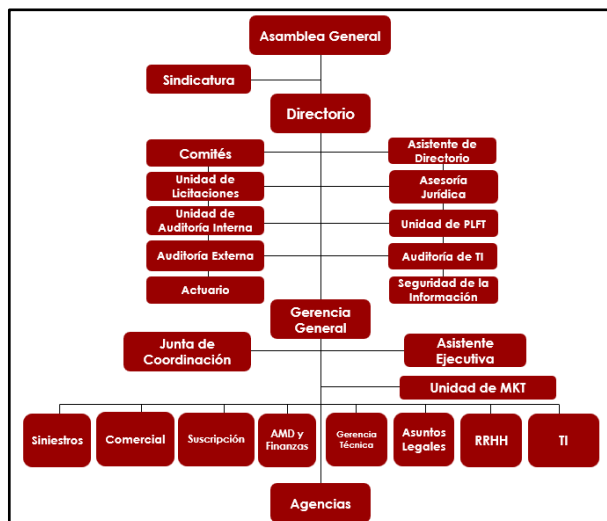 Asamblea General
Sindicatura
Directorio
Comités
Asistente de
Directorio
Unidad de
Licitaciones
Asesoría
Jurídica
Unidad de
Auditoría Interna
Unidad de PLFT
Auditoría Externa
Auditoría de TI
Actuario
Seguridad de la
Información
Gerencia
General
Junta de
Coordinación
Asistente
Ejecutiva
Unidad de MKT
Siniestros
Comercial
Suscripción
AMD y
Finanzas
Gerencia
Técnica
Asuntos
Legales
RRHH
TI
Agencias